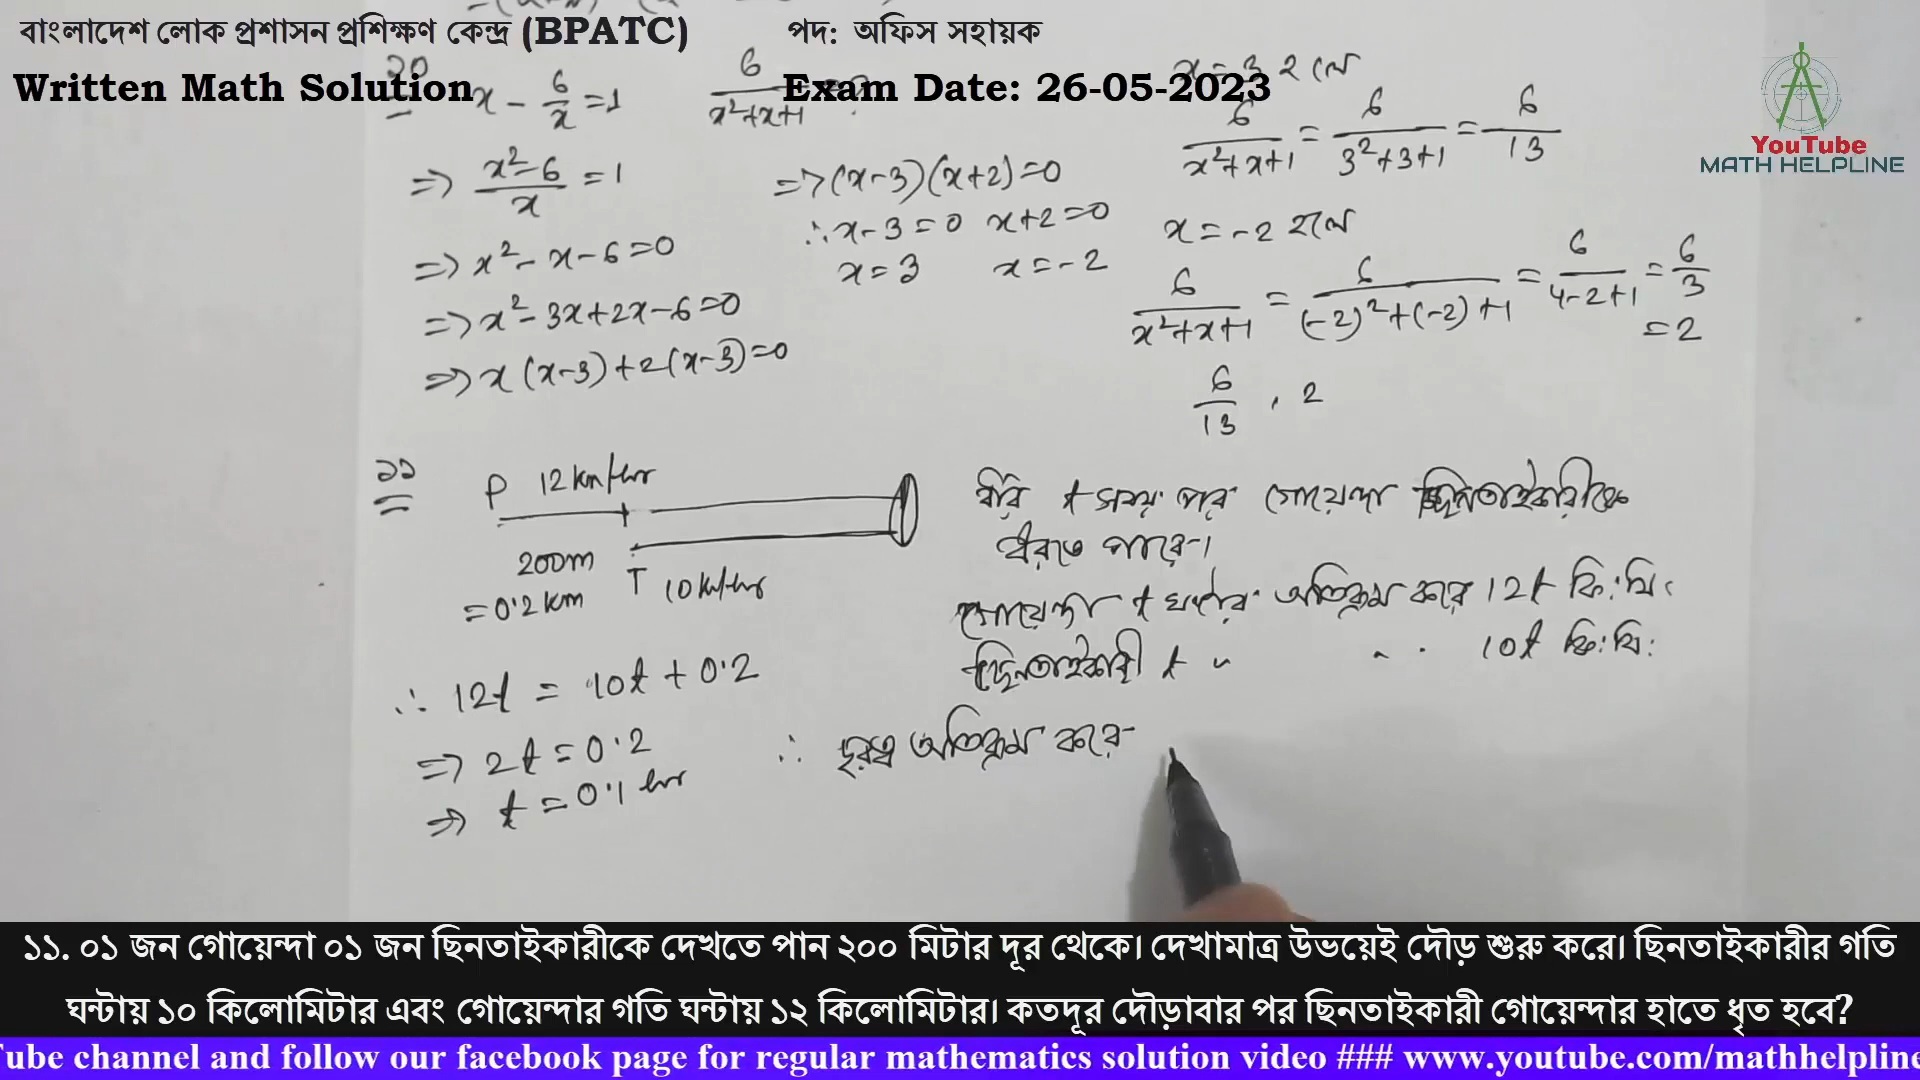 বাংলাদেশ লোক প্রশাসন প্রশিক্ষণ কেন্দ্র (BPATC) পদ: অফিস সহায়ক
Written Math Solution Exam Date: 26-05-2023
YouTube
MATH HELPLINE
১০
x - 6/x = 1
6/(x²+x+1) = ?
=> (x²-6)/x = 1
=> x² - x - 6 = 0
=> x² - 3x + 2x - 6 = 0
=> x(x-3) + 2(x-3) = 0
=> (x-3)(x+2) = 0
∴ x-3 = 0 x+2 = 0
x = 3 x = -2
x = 3 হলে
6/(x²+x+1) = 6/(3²+3+1) = 6/13
x = -2 হলে
6/(x²+x+1) = 6/((-2)²+(-2)+1) = 6/(4-2+1) = 6/3
= 2
6/13 , 2
১১
P 12 km/hr
200m T 10 km/hr
= 0.2 km
ধরি t সময় পর গোয়েন্দা ছিনতাইকারীকে
ধরতে পারে।
গোয়েন্দা t ঘণ্টায় অতিক্রম করে 12t কি:মি:
ছিনতাইকারী t " " " 10t কি:মি:
∴ 12t = 10t + 0.2
=> 2t = 0.2
=> t = 0.1 hr
∴ দূরত্ব অতিক্রম করে
১১. ০১ জন গোয়েন্দা ০১ জন ছিনতাইকারীকে দেখতে পান ২০০ মিটার দূর থেকে। দেখামাত্র উভয়েই দৌড় শুরু করে। ছিনতাইকারীর গতি
ঘন্টায় ১০ কিলোমিটার এবং গোয়েন্দার গতি ঘন্টায় ১২ কিলোমিটার। কতদূর দৌড়াবার পর ছিনতাইকারী গোয়েন্দার হাতে ধৃত হবে?
Tube channel and follow our facebook page for regular mathematics solution video ### www.youtube.com/mathhelpline